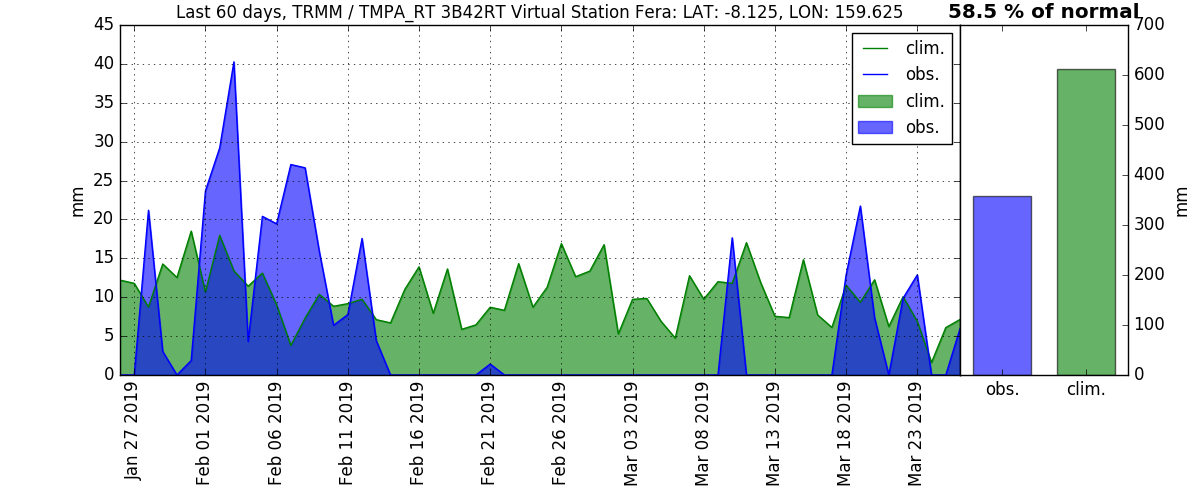 Last 60 days, TRMM / TMPA_RT 3B42RT Virtual Station Fera: LAT: -8.125, LON: 159.625
58.5 % of normal
45
40
35
30
25
20
15
10
5
0
mm
clim.
obs.
clim.
obs.
Jan 27 2019
Feb 01 2019
Feb 06 2019
Feb 11 2019
Feb 16 2019
Feb 21 2019
Feb 26 2019
Mar 03 2019
Mar 08 2019
Mar 13 2019
Mar 18 2019
Mar 23 2019
700
600
500
400
300
200
100
0
mm
obs.
clim.